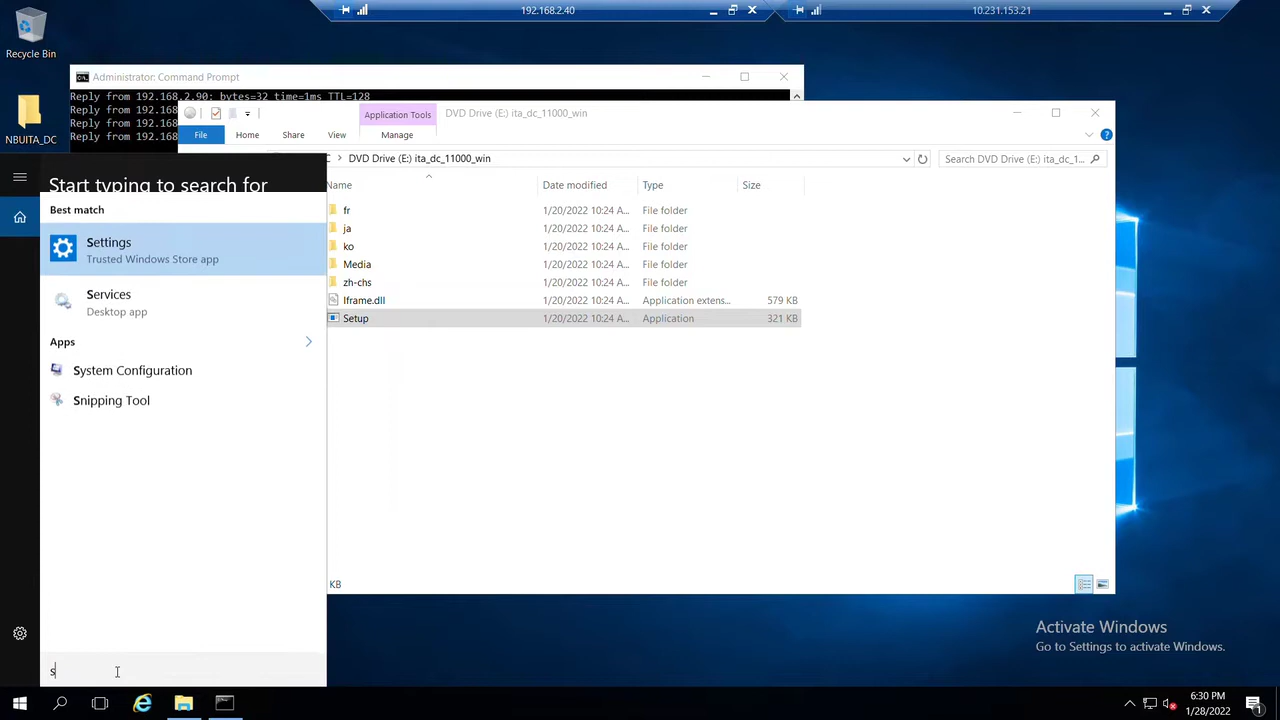 192.168.2.40
10.231.153.21
Recycle Bin
Administrator: Command Prompt
Reply from 192.168.2.90: bytes=32 time=1ms TTL=128
Reply from 192.168
Reply from 192.168
NBUITA_DC
Application Tools
DVD Drive (E:) ita_dc_11000_win
File
Home
Share
View
Manage
DVD Drive (E:) ita_dc_11000_win
Search DVD Drive (E:) ita_dc_1...
Start typing to search for
Best match
Settings
Trusted Windows Store app
Services
Desktop app
Apps
System Configuration
Snipping Tool
s
Name
Date modified
Type
Size
fr
1/20/2022 10:24 A...
File folder
ja
1/20/2022 10:24 A...
File folder
ko
1/20/2022 10:24 A...
File folder
Media
1/20/2022 10:24 A...
File folder
zh-chs
1/20/2022 10:24 A...
File folder
Iframe.dll
1/20/2022 10:24 A...
Application extens...
579 KB
Setup
1/20/2022 10:24 A...
Application
321 KB
KB
Activate Windows
Go to Settings to activate Windows.
6:30 PM
1/28/2022
1